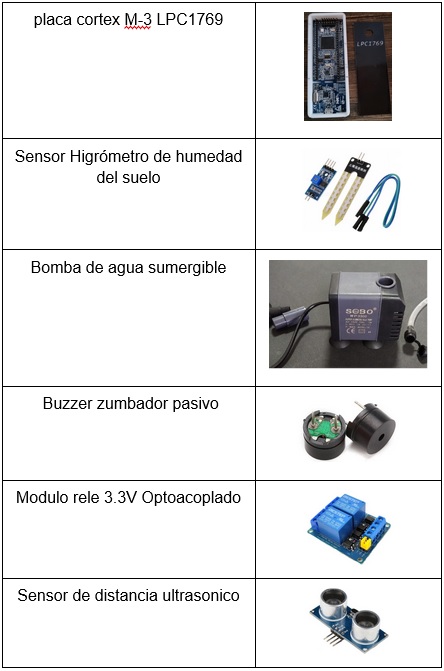 placa cortex M-3 LPC1769
LPC1769
Sensor Higrómetro de humedad
del suelo
Bomba de agua sumergible
SOBO
Buzzer zumbador pasivo
Modulo rele 3.3V Optoacoplado
Sensor de distancia ultrasonico